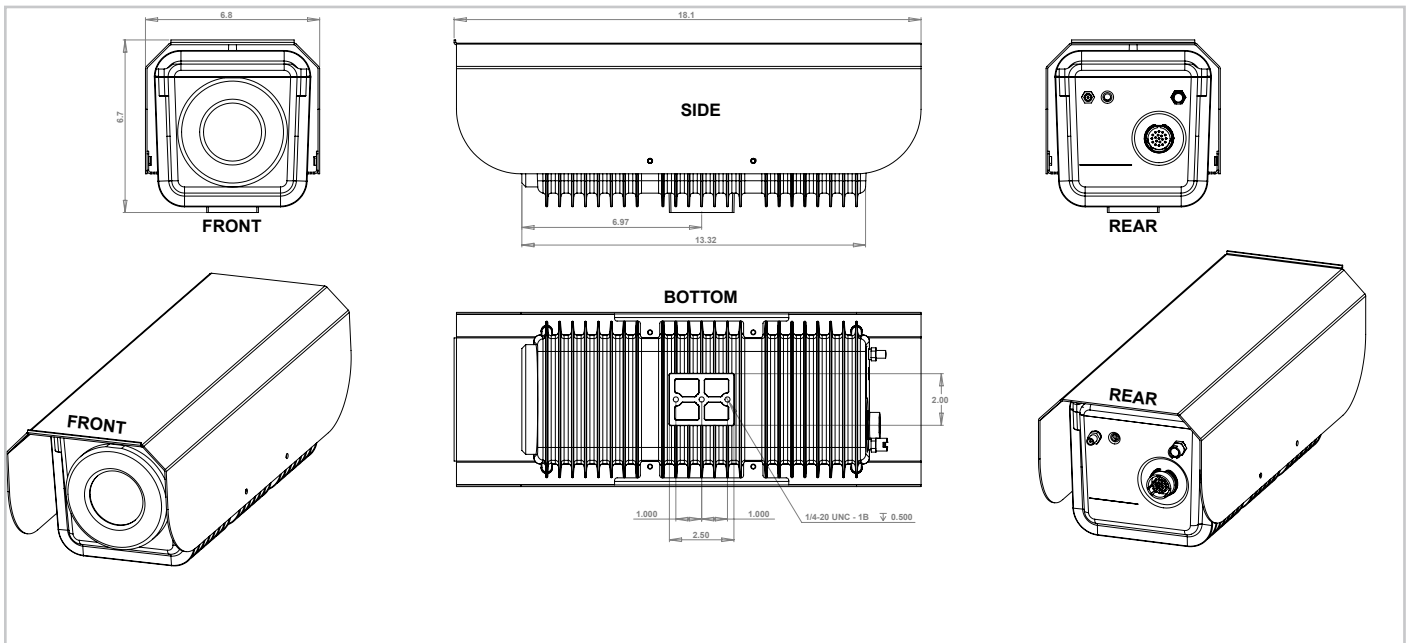 6.8
6.7
FRONT
18.1
SIDE
6.97
13.32
REAR
FRONT
BOTTOM
2.00
1.000
1.000
1/4-20 UNC - 1B ↧ 0.500
2.50
REAR